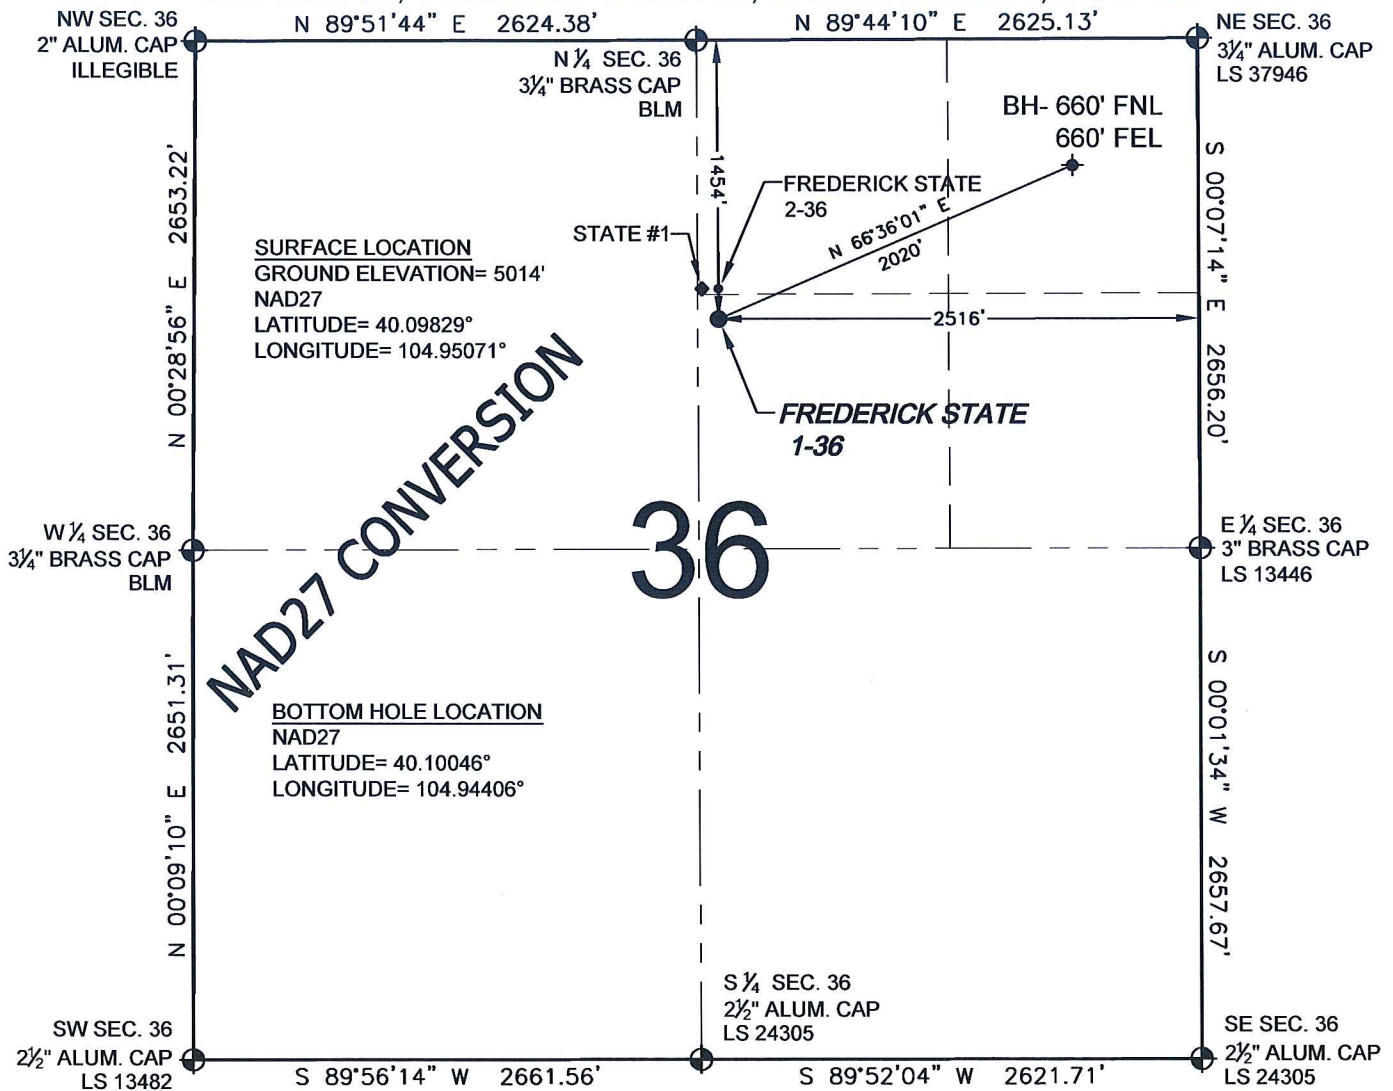 N 89°51'44" E 2624.38'
N 89°44'10" E 2625.13'
NW SEC. 36
2" ALUM. CAP
ILLEGIBLE
N ¼ SEC. 36
3¼" BRASS CAP
BLM
NE SEC. 36
3¼" ALUM. CAP
LS 37946
BH- 660' FNL
660' FEL
1454'
FREDERICK STATE
2-36
STATE #1
N 66°36'01" E
2020'
2516'
FREDERICK STATE
1-36
N 00°28'56" E 2653.22'
S 00°07'14" E 2656.20'
SURFACE LOCATION
GROUND ELEVATION= 5014'
NAD27
LATITUDE= 40.09829°
LONGITUDE= 104.95071°
NAD27 CONVERSION
36
W ¼ SEC. 36
3¼" BRASS CAP
BLM
E ¼ SEC. 36
3" BRASS CAP
LS 13446
N 00°09'10" E 2651.31'
S 00°01'34" W 2657.67'
BOTTOM HOLE LOCATION
NAD27
LATITUDE= 40.10046°
LONGITUDE= 104.94406°
S ¼ SEC. 36
2½" ALUM. CAP
LS 24305
SW SEC. 36
2½" ALUM. CAP
LS 13482
SE SEC. 36
2½" ALUM. CAP
LS 24305
S 89°56'14" W 2661.56'
S 89°52'04" W 2621.71'